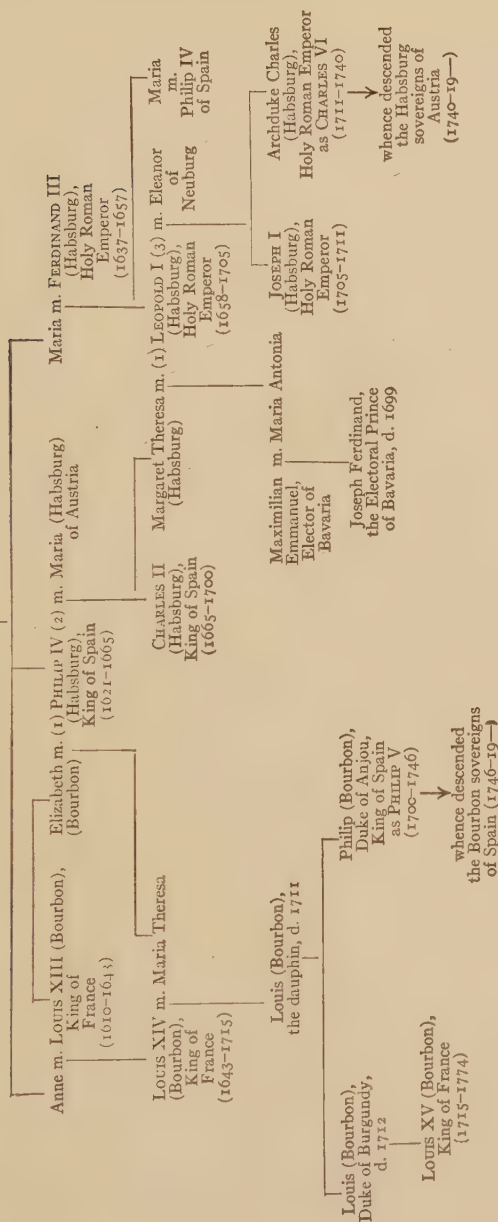 Anne m. LOUIS XIII (Bourbon),
King of
France
(1610-1643)
Elizabeth m. (1) PHILIP IV (2) m. Maria (Habsburg)
(Bourbon)
(Habsburg),
King of Spain
(1621-1665)
of Austria
Maria m. FERDINAND III
(Habsburg),
Holy Roman
Emperor
(1637-1657)
LOUIS XIV m. Maria Theresa
(Bourbon),
King of
France
(1643-1715)
CHARLES II
(Habsburg),
King of Spain
(1665-1700)
Margaret Theresa m. (1) LEOPOLD I (3) m. Eleanor
(Habsburg)
(Habsburg),
Holy Roman
Emperor
(1658-1705)
of
Neuburg
Maria
m.
Philip IV
of Spain
Louis (Bourbon),
the dauphin, d. 1711
Maximilian m. Maria Antonia
Emmanuel,
Elector of
Bavaria
JOSEPH I
(Habsburg),
Holy Roman
Emperor
(1705-1711)
Archduke Charles
(Habsburg),
Holy Roman Emperor
as CHARLES VI
(1711-1740)
Louis (Bourbon),
Duke of Burgundy,
d. 1712
Philip (Bourbon),
Duke of Anjou,
King of Spain
as PHILIP V
(1700-1746)
Joseph Ferdinand,
the Electoral Prince
of Bavaria, d. 1699
whence descended
the Habsburg
sovereigns of
Austria
(1740-19—)
LOUIS XV (Bourbon),
King of France
(1715-1774)
whence descended
the Bourbon sovereigns
of Spain (1746-19—)